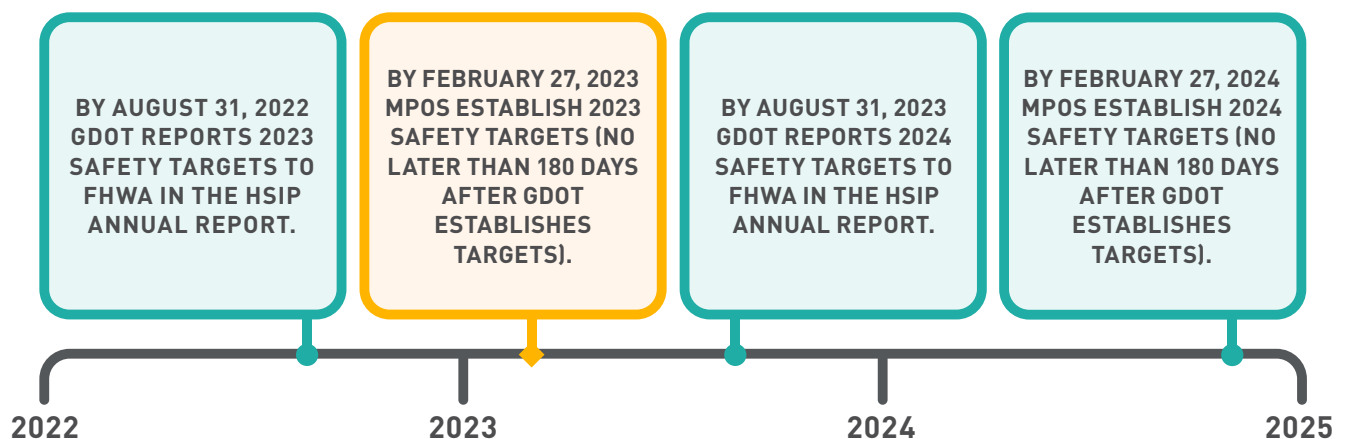 BY AUGUST 31, 2022
GDOT REPORTS 2023
SAFETY TARGETS TO
FHWA IN THE HSIP
ANNUAL REPORT.
BY FEBRUARY 27, 2023
MPOS ESTABLISH 2023
SAFETY TARGETS (NO
LATER THAN 180 DAYS
AFTER GDOT
ESTABLISHES
TARGETS).
BY AUGUST 31, 2023
GDOT REPORTS 2024
SAFETY TARGETS TO
FHWA IN THE HSIP
ANNUAL REPORT.
BY FEBRUARY 27, 2024
MPOS ESTABLISH 2024
SAFETY TARGETS (NO
LATER THAN 180 DAYS
AFTER GDOT
ESTABLISHES
TARGETS).
2022
2023
2024
2025